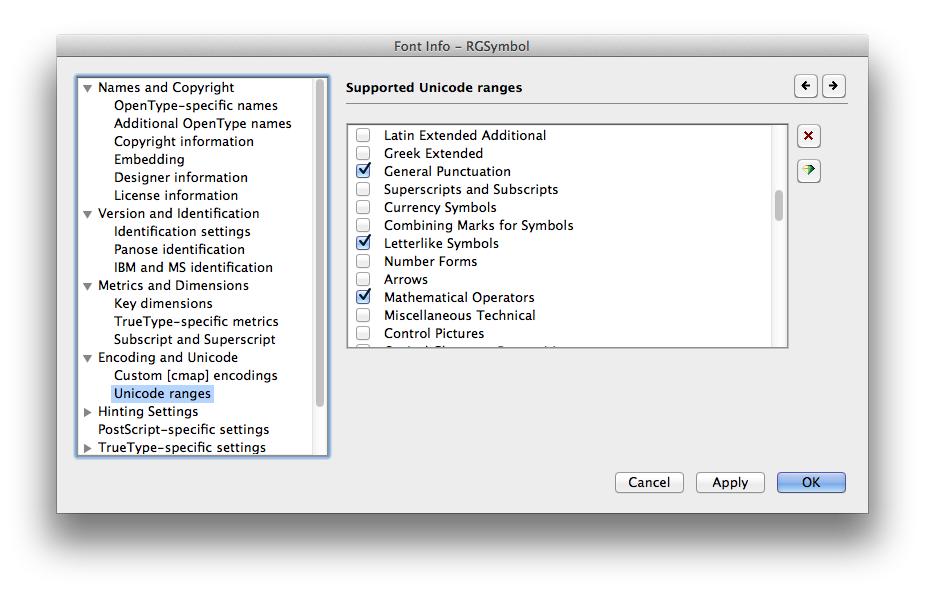 Font Info – RGSymbol
Names and Copyright
OpenType-specific names
Additional OpenType names
Copyright information
Embedding
Designer information
License information
Version and Identification
Identification settings
Panose identification
IBM and MS identification
Metrics and Dimensions
Key dimensions
TrueType-specific metrics
Subscript and Superscript
Encoding and Unicode
Custom [cmap] encodings
Unicode ranges
Hinting Settings
PostScript-specific settings
TrueType-specific settings
Supported Unicode ranges
Latin Extended Additional
Greek Extended
General Punctuation
Superscripts and Subscripts
Currency Symbols
Combining Marks for Symbols
Letterlike Symbols
Number Forms
Arrows
Mathematical Operators
Miscellaneous Technical
Control Pictures
Cancel
Apply
OK